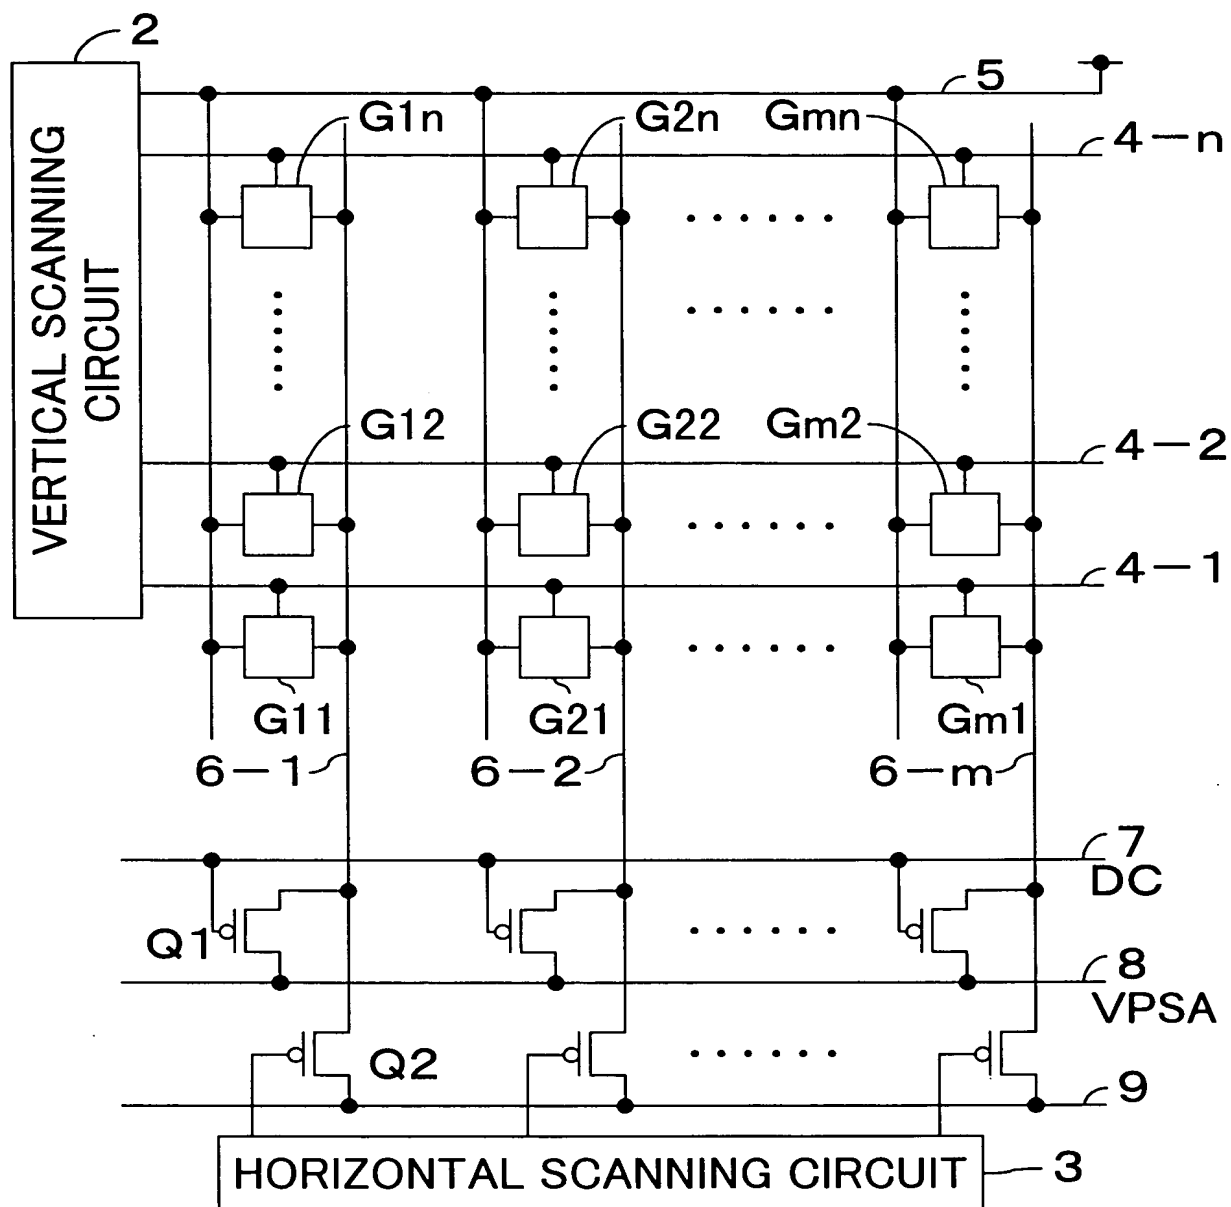 2
5
G1n
G2n
Gmn
4-n
VERTICAL SCANNING
CIRCUIT
G12
G22
Gm2
4-2
4-1
G11
G21
Gm1
6-1
6-2
6-m
7
DC
Q1
8
VPSA
Q2
9
HORIZONTAL SCANNING CIRCUIT
3